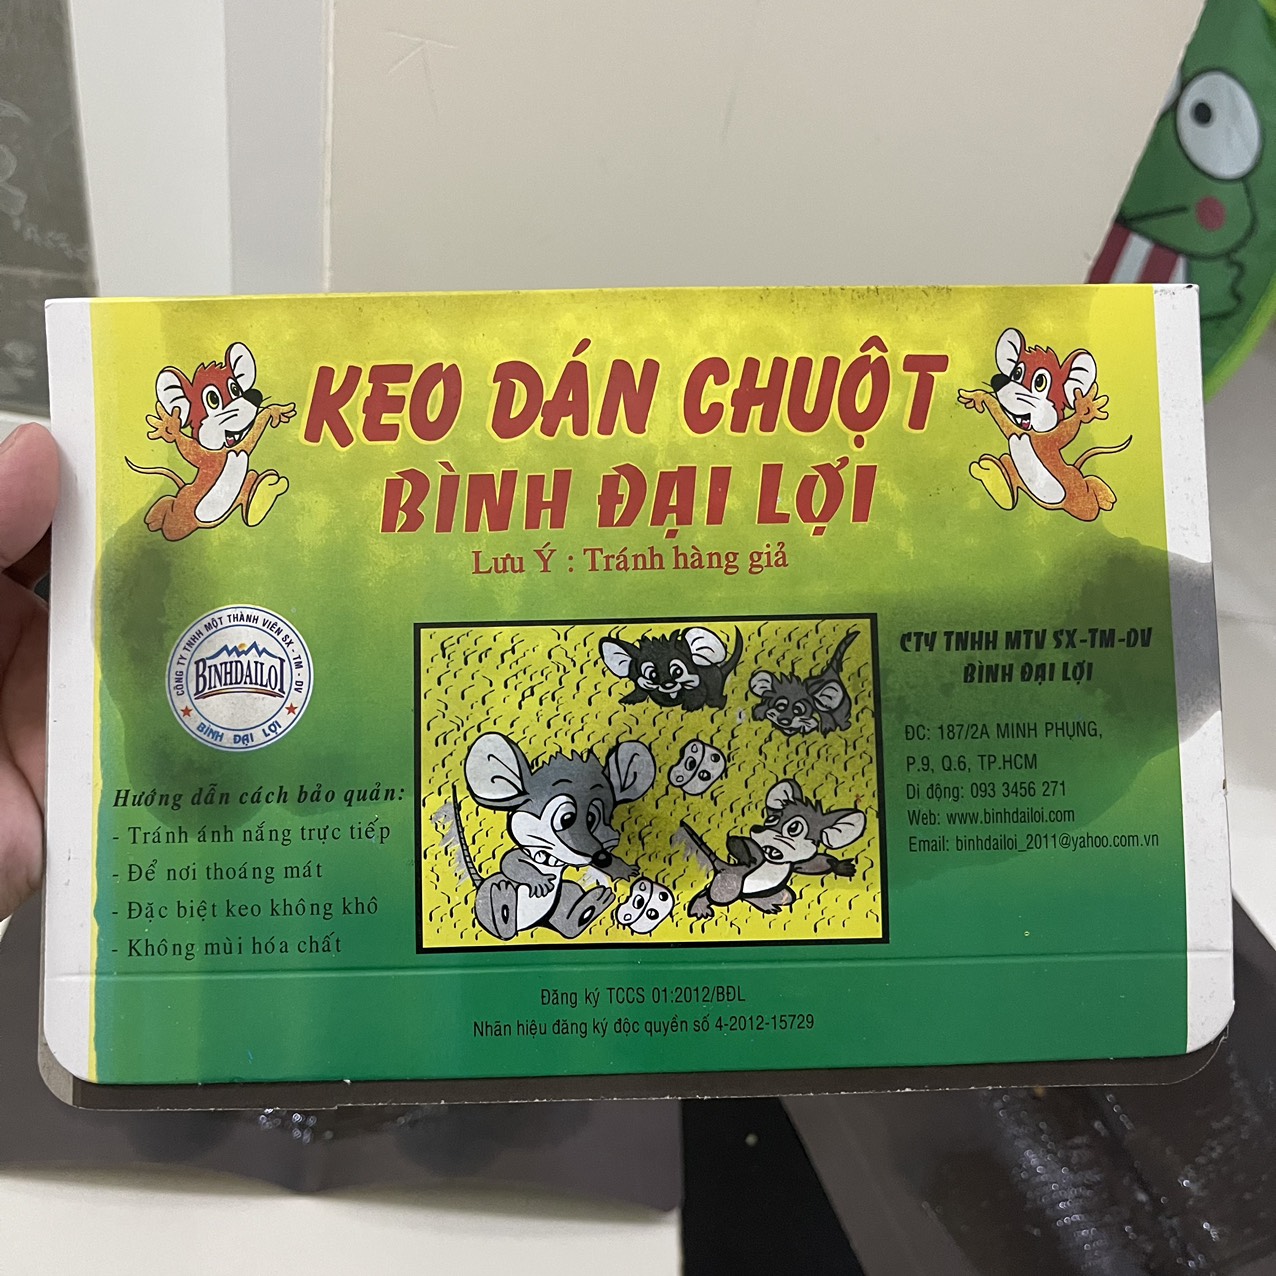 KEO DÁN CHUỘT
BÌNH ĐẠI LỢI
Lưu Ý : Tránh hàng giả
CÔNG TY TNHH MỘT THÀNH VIÊN SX - TM - DV
BINHDAILOI
BÌNH ĐẠI LỢI
Hướng dẫn cách bảo quản:
- Tránh ánh nắng trực tiếp
- Để nơi thoáng mát
- Đặc biệt keo không khô
- Không mùi hóa chất
CTY TNHH MTV SX-TM-DV
BÌNH ĐẠI LỢI
ĐC: 187/2A MINH PHỤNG,
P.9, Q.6, TP.HCM
Di động: 093 3456 271
Web: www.binhdailoi.com
Email: binhdailoi_2011@yahoo.com.vn
Đăng ký TCCS 01:2012/BĐL
Nhãn hiệu đăng ký độc quyền số 4-2012-15729